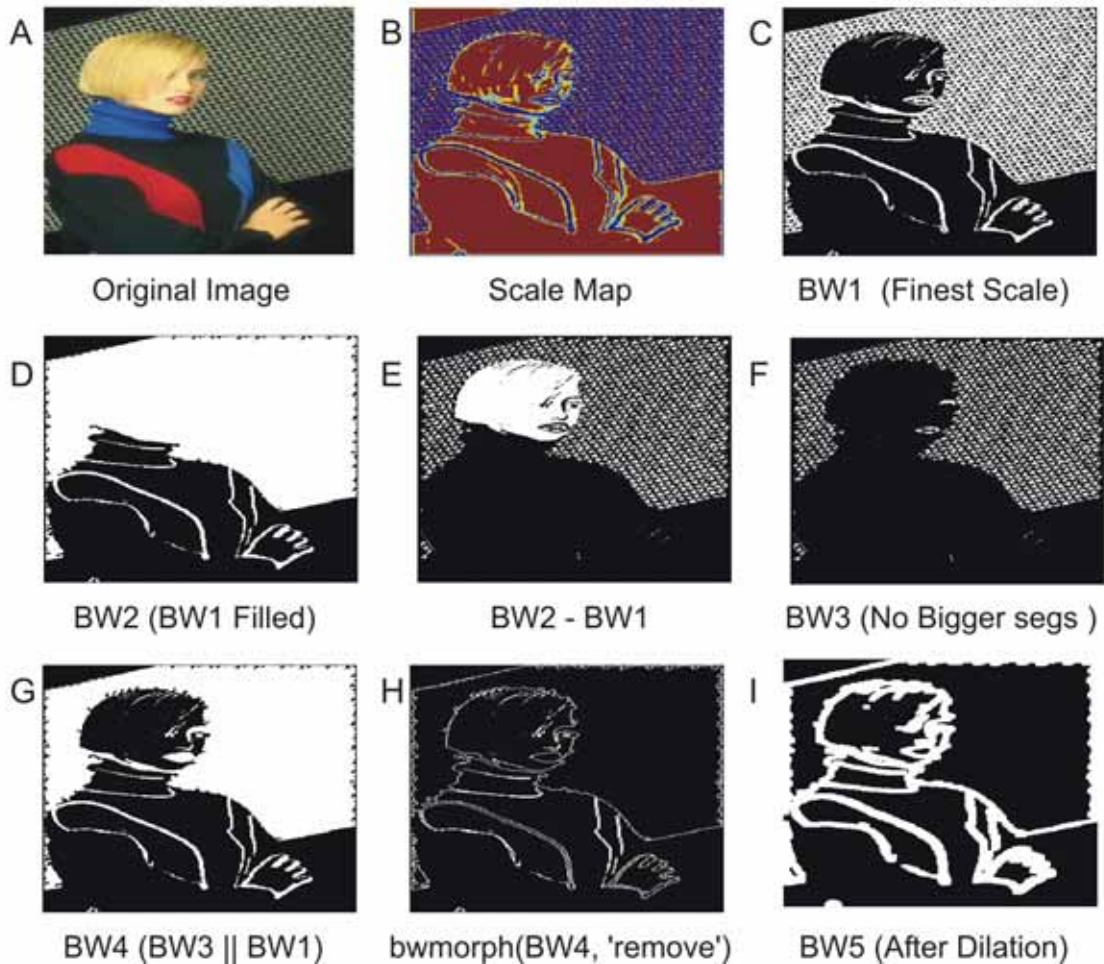 A
B
C
Original Image
Scale Map
BW1 (Finest Scale)
D
E
F
BW2 (BW1 Filled)
BW2 - BW1
BW3 (No Bigger segs )
G
H
I
BW4 (BW3 || BW1)
bwmorph(BW4, 'remove')
BW5 (After Dilation)